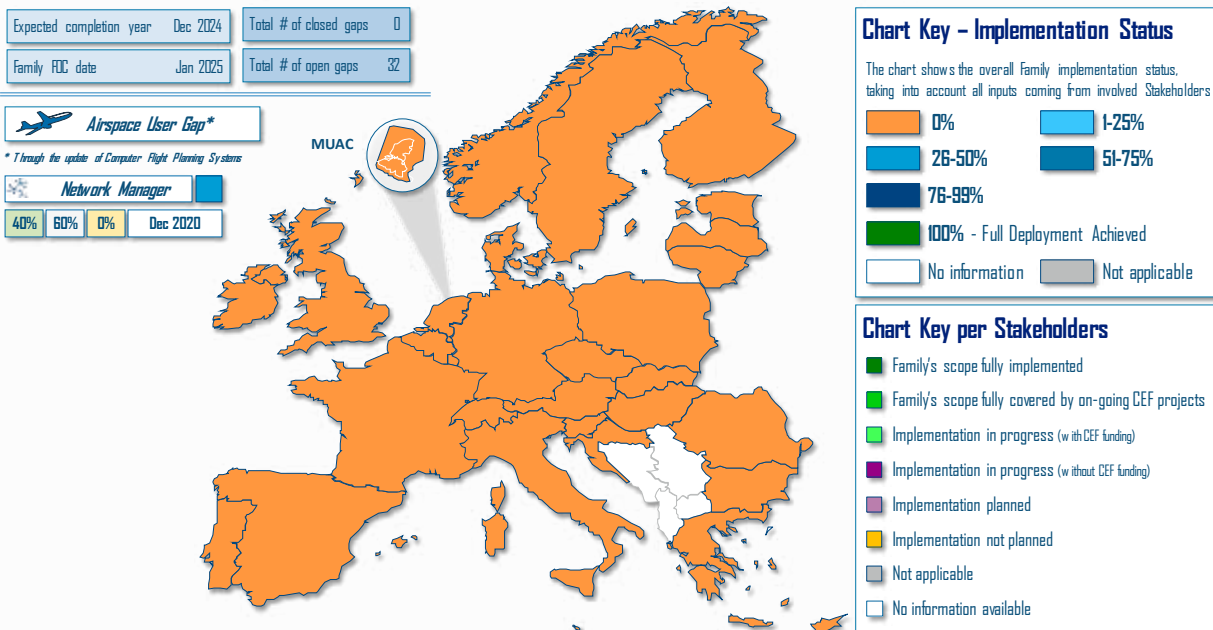 Expected completion year Dec 2024
Total # of closed gaps 0
Family FOC date Jan 2025
Total # of open gaps 32
Airspace User Gap*
* Through the update of Computer Flight Planning Systems
Network Manager
40% 60% 0% Dec 2020
MUAC
Chart Key – Implementation Status
The chart shows the overall Family implementation status,
taking into account all inputs coming from involved Stakeholders
0% 1-25%
26-50% 51-75%
76-99%
100% - Full Deployment Achieved
No information Not applicable
Chart Key per Stakeholders
Family's scope fully implemented
Family's scope fully covered by on-going CEF projects
Implementation in progress (with CEF funding)
Implementation in progress (without CEF funding)
Implementation planned
Implementation not planned
Not applicable
No information available